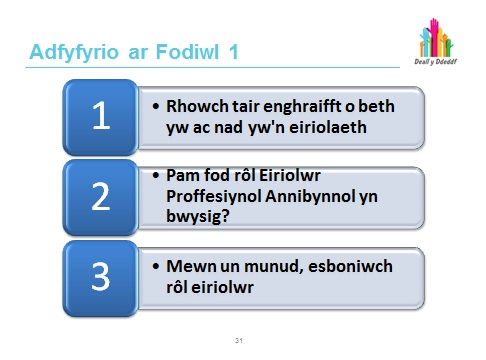 Adfyfyrio ar Fodiwl 1
Deall y Ddeddf
1
• Rhowch tair enghraifft o beth
yw ac nad yw'n eiriolaeth
2
• Pam fod rôl Eiriolwr
Proffesiynol Annibynnol yn
bwysig?
3
• Mewn un munud, esboniwch
rôl eiriolwr
31